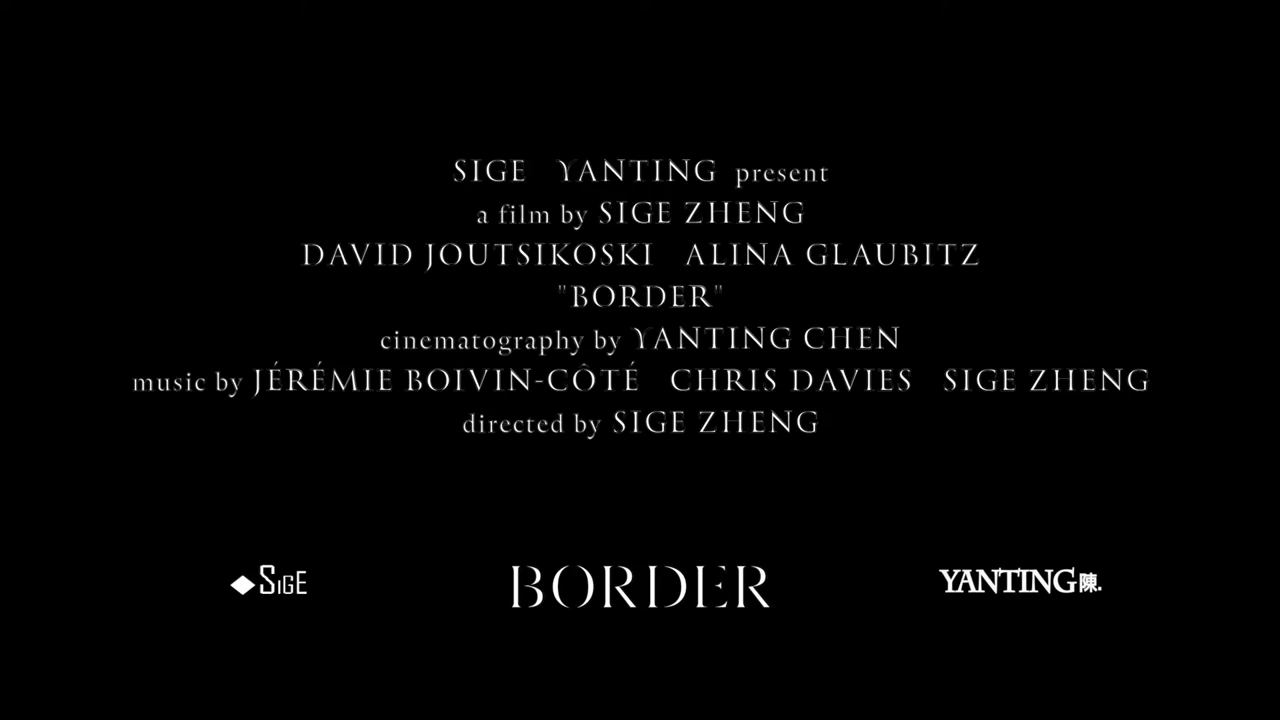 SIGE YANTING present
a film by SIGE ZHENG
DAVID JOUTSIKOSKI ALINA GLAUBITZ
"BORDER"
cinematography by YANTING CHEN
music by JÉRÉMIE BOIVIN-CÔTÉ CHRIS DAVIES SIGE ZHENG
directed by SIGE ZHENG
SIGE BORDER YANTING陳.